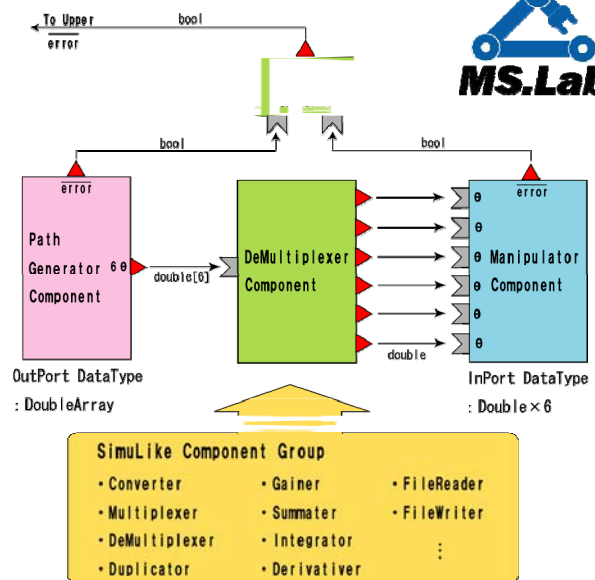 To Upper
error
bool
MS.Lab
bool
bool
error
error
Path
Generator
Component
6θ
double[6]
DeMultiplexer
Component
θ
θ
θ
θ
θ
θ
Manipulator
Component
double
OutPort DataType
: DoubleArray
InPort DataType
: Double×6
SimuLike Component Group
・Converter
・Multiplexer
・DeMultiplexer
・Duplicator
・Gainer
・Summater
・Integrator
・Derivativer
・FileReader
・FileWriter
⋮